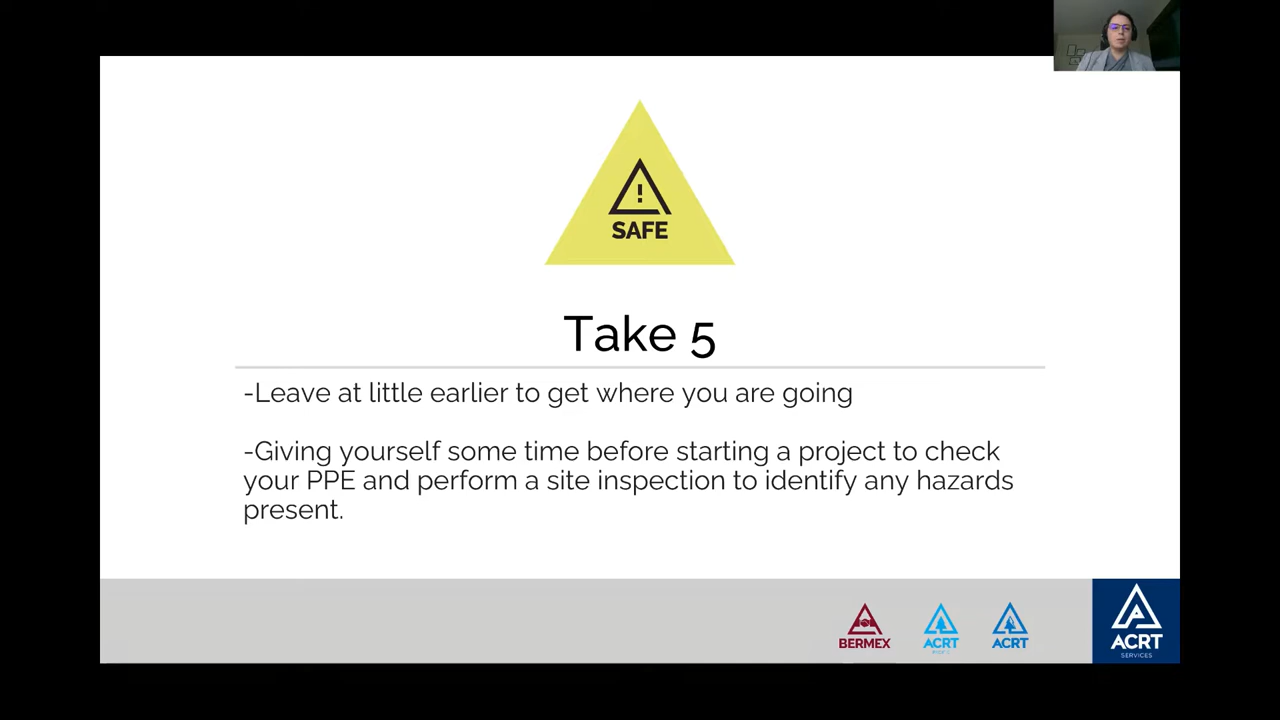 !
SAFE
Take 5
-Leave at little earlier to get where you are going
-Giving yourself some time before starting a project to check
your PPE and perform a site inspection to identify any hazards
present.
BERMEX
ACRT
ACRT
ACRT
SERVICES